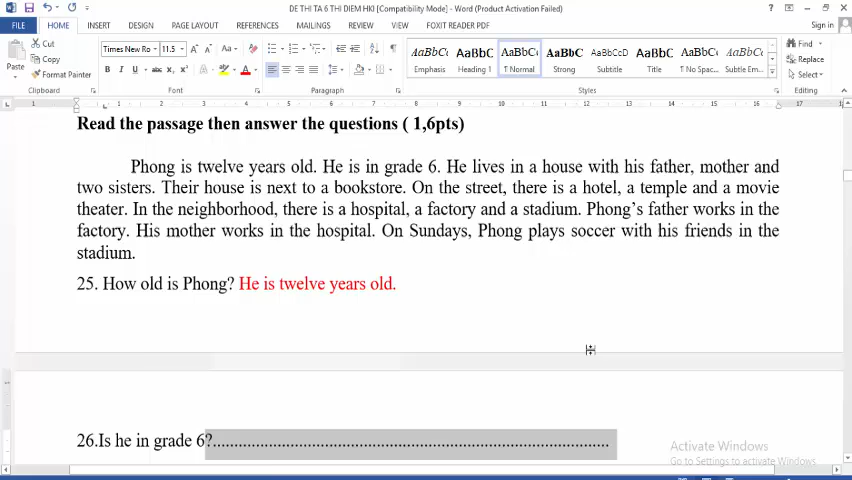 DE THI TA 6 THI DIEM HKI [Compatibility Mode] - Word (Product Activation Failed)
FILE HOME INSERT DESIGN PAGE LAYOUT REFERENCES MAILINGS REVIEW VIEW FOXIT READER PDF Sign in
Paste
Cut
Copy
Format Painter
Clipboard
Times New Ro 11.5
Font
Paragraph
AaBbCc AaBbC AaBbCc AaBbC AaBbCcD AaBbC AaBbCc AaBbCc
Emphasis Heading 1 ¶ Normal Strong Subtitle Title ¶ No Spac... Subtle Em...
Styles
Find
Replace
Select
Editing
Read the passage then answer the questions ( 1,6pts)
Phong is twelve years old. He is in grade 6. He lives in a house with his father, mother and
two sisters. Their house is next to a bookstore. On the street, there is a hotel, a temple and a movie
theater. In the neighborhood, there is a hospital, a factory and a stadium. Phong’s father works in the
factory. His mother works in the hospital. On Sundays, Phong plays soccer with his friends in the
stadium.
25. How old is Phong? He is twelve years old.
26.Is he in grade 6?...........................................................................................
Activate Windows
Go to Settings to activate Windows.